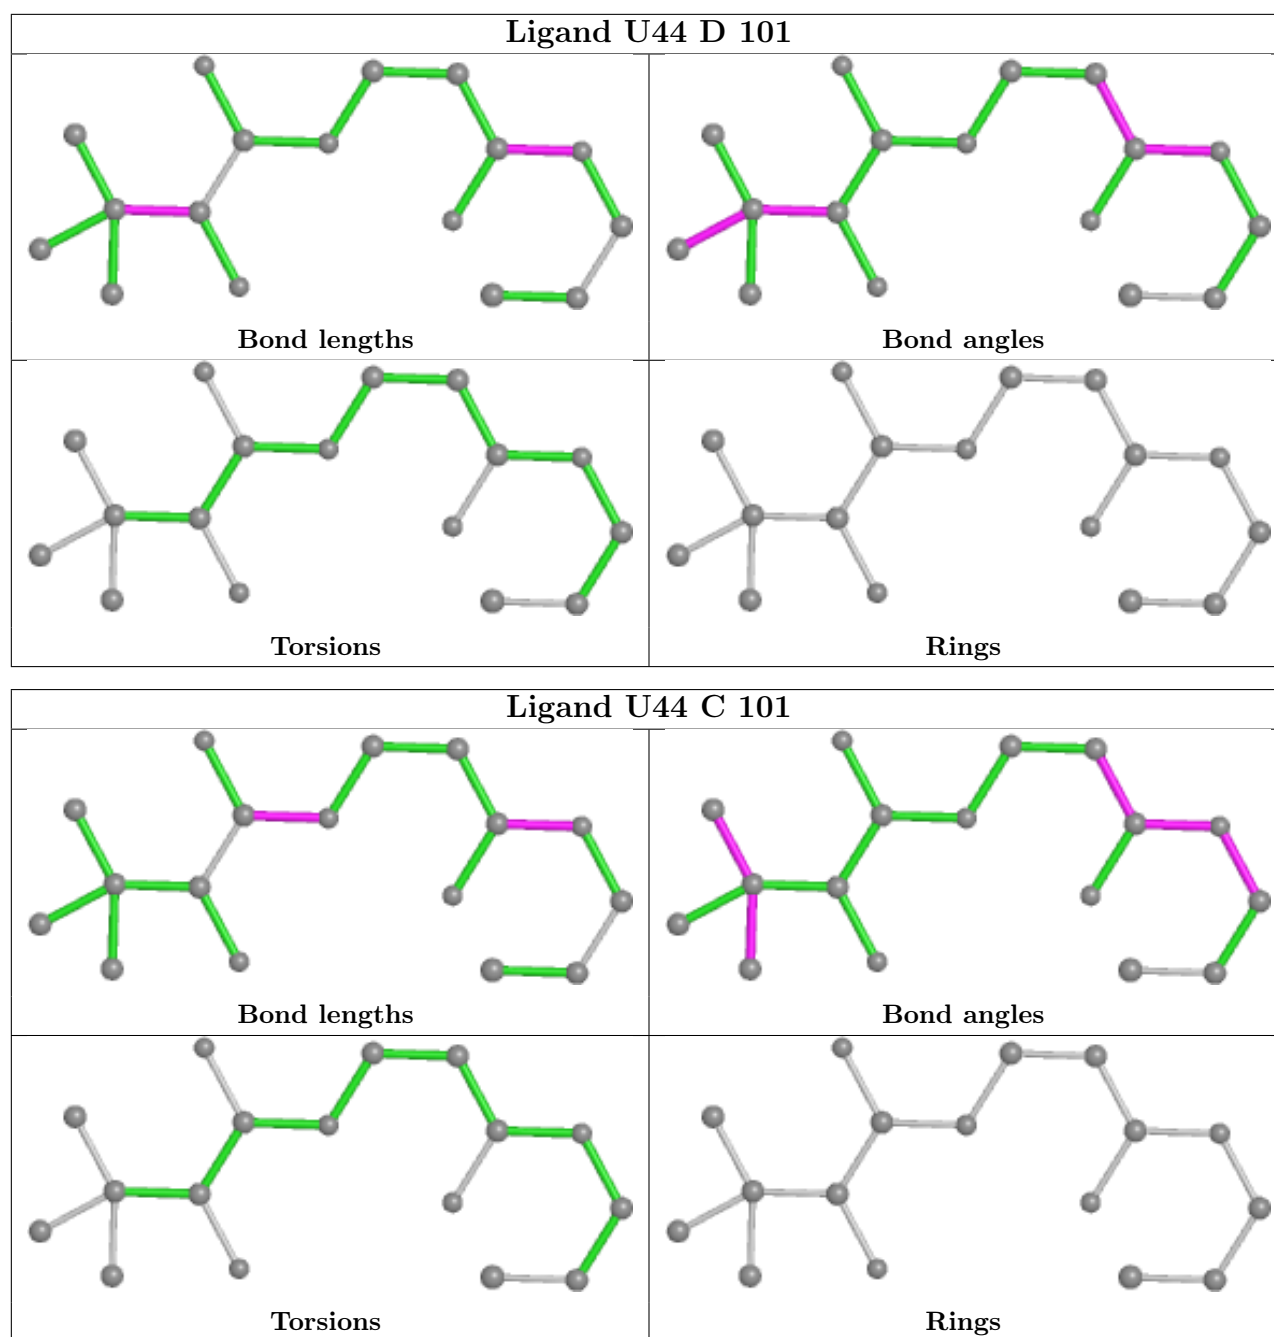 Ligand U44 D 101
Bond lengths
Bond angles
Torsions
Rings
Ligand U44 C 101
Bond lengths
Bond angles
Torsions
Rings